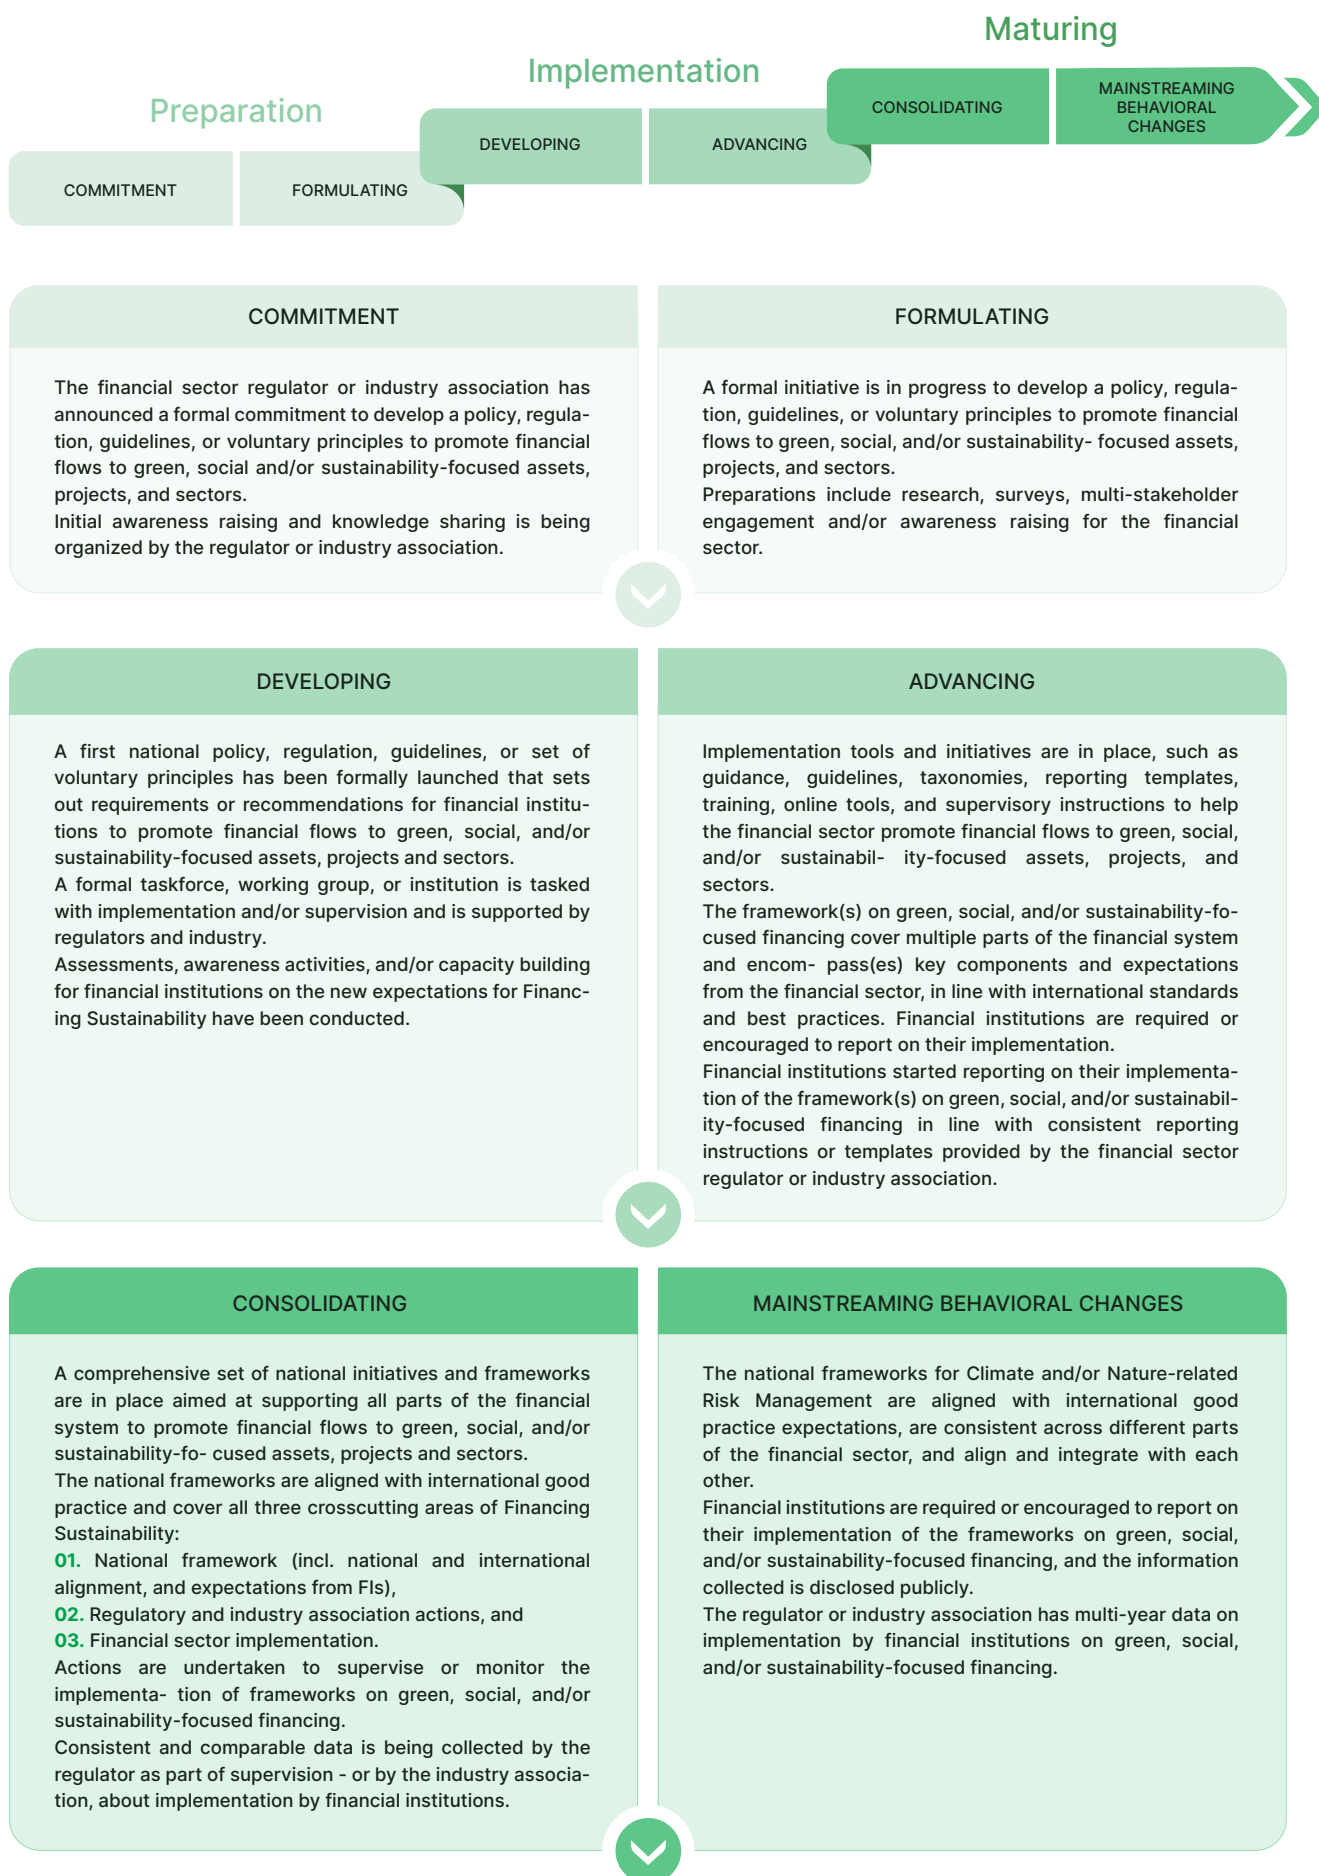 Maturing
Implementation
Preparation
COMMITMENT
FORMULATING
DEVELOPING
ADVANCING
CONSOLIDATING
MAINSTREAMING
BEHAVIORAL
CHANGES
COMMITMENT
The financial sector regulator or industry association has
announced a formal commitment to develop a policy, regula-
tion, guidelines, or voluntary principles to promote financial
flows to green, social and/or sustainability-focused assets,
projects, and sectors.
Initial awareness raising and knowledge sharing is being
organized by the regulator or industry association.
FORMULATING
A formal initiative is in progress to develop a policy, regula-
tion, guidelines, or voluntary principles to promote financial
flows to green, social, and/or sustainability- focused assets,
projects, and sectors.
Preparations include research, surveys, multi-stakeholder
engagement and/or awareness raising for the financial
sector.
DEVELOPING
A first national policy, regulation, guidelines, or set of
voluntary principles has been formally launched that sets
out requirements or recommendations for financial institu-
tions to promote financial flows to green, social, and/or
sustainability-focused assets, projects and sectors.
A formal taskforce, working group, or institution is tasked
with implementation and/or supervision and is supported by
regulators and industry.
Assessments, awareness activities, and/or capacity building
for financial institutions on the new expectations for Financ-
ing Sustainability have been conducted.
ADVANCING
Implementation tools and initiatives are in place, such as
guidance, guidelines, taxonomies, reporting templates,
training, online tools, and supervisory instructions to help
the financial sector promote financial flows to green, social,
and/or sustainabil- ity-focused assets, projects, and
sectors.
The framework(s) on green, social, and/or sustainability-fo-
cused financing cover multiple parts of the financial system
and encom- pass(es) key components and expectations
from the financial sector, in line with international standards
and best practices. Financial institutions are required or
encouraged to report on their implementation.
Financial institutions started reporting on their implementa-
tion of the framework(s) on green, social, and/or sustainabil-
ity-focused financing in line with consistent reporting
instructions or templates provided by the financial sector
regulator or industry association.
CONSOLIDATING
A comprehensive set of national initiatives and frameworks
are in place aimed at supporting all parts of the financial
system to promote financial flows to green, social, and/or
sustainability-fo- cused assets, projects and sectors.
The national frameworks are aligned with international good
practice and cover all three crosscutting areas of Financing
Sustainability:
01. National framework (incl. national and international
alignment, and expectations from FIs),
02. Regulatory and industry association actions, and
03. Financial sector implementation.
Actions are undertaken to supervise or monitor the
implementa- tion of frameworks on green, social, and/or
sustainability-focused financing.
Consistent and comparable data is being collected by the
regulator as part of supervision - or by the industry associa-
tion, about implementation by financial institutions.
MAINSTREAMING BEHAVIORAL CHANGES
The national frameworks for Climate and/or Nature-related
Risk Management are aligned with international good
practice expectations, are consistent across different parts
of the financial sector, and align and integrate with each
other.
Financial institutions are required or encouraged to report on
their implementation of the frameworks on green, social,
and/or sustainability-focused financing, and the information
collected is disclosed publicly.
The regulator or industry association has multi-year data on
implementation by financial institutions on green, social,
and/or sustainability-focused financing.